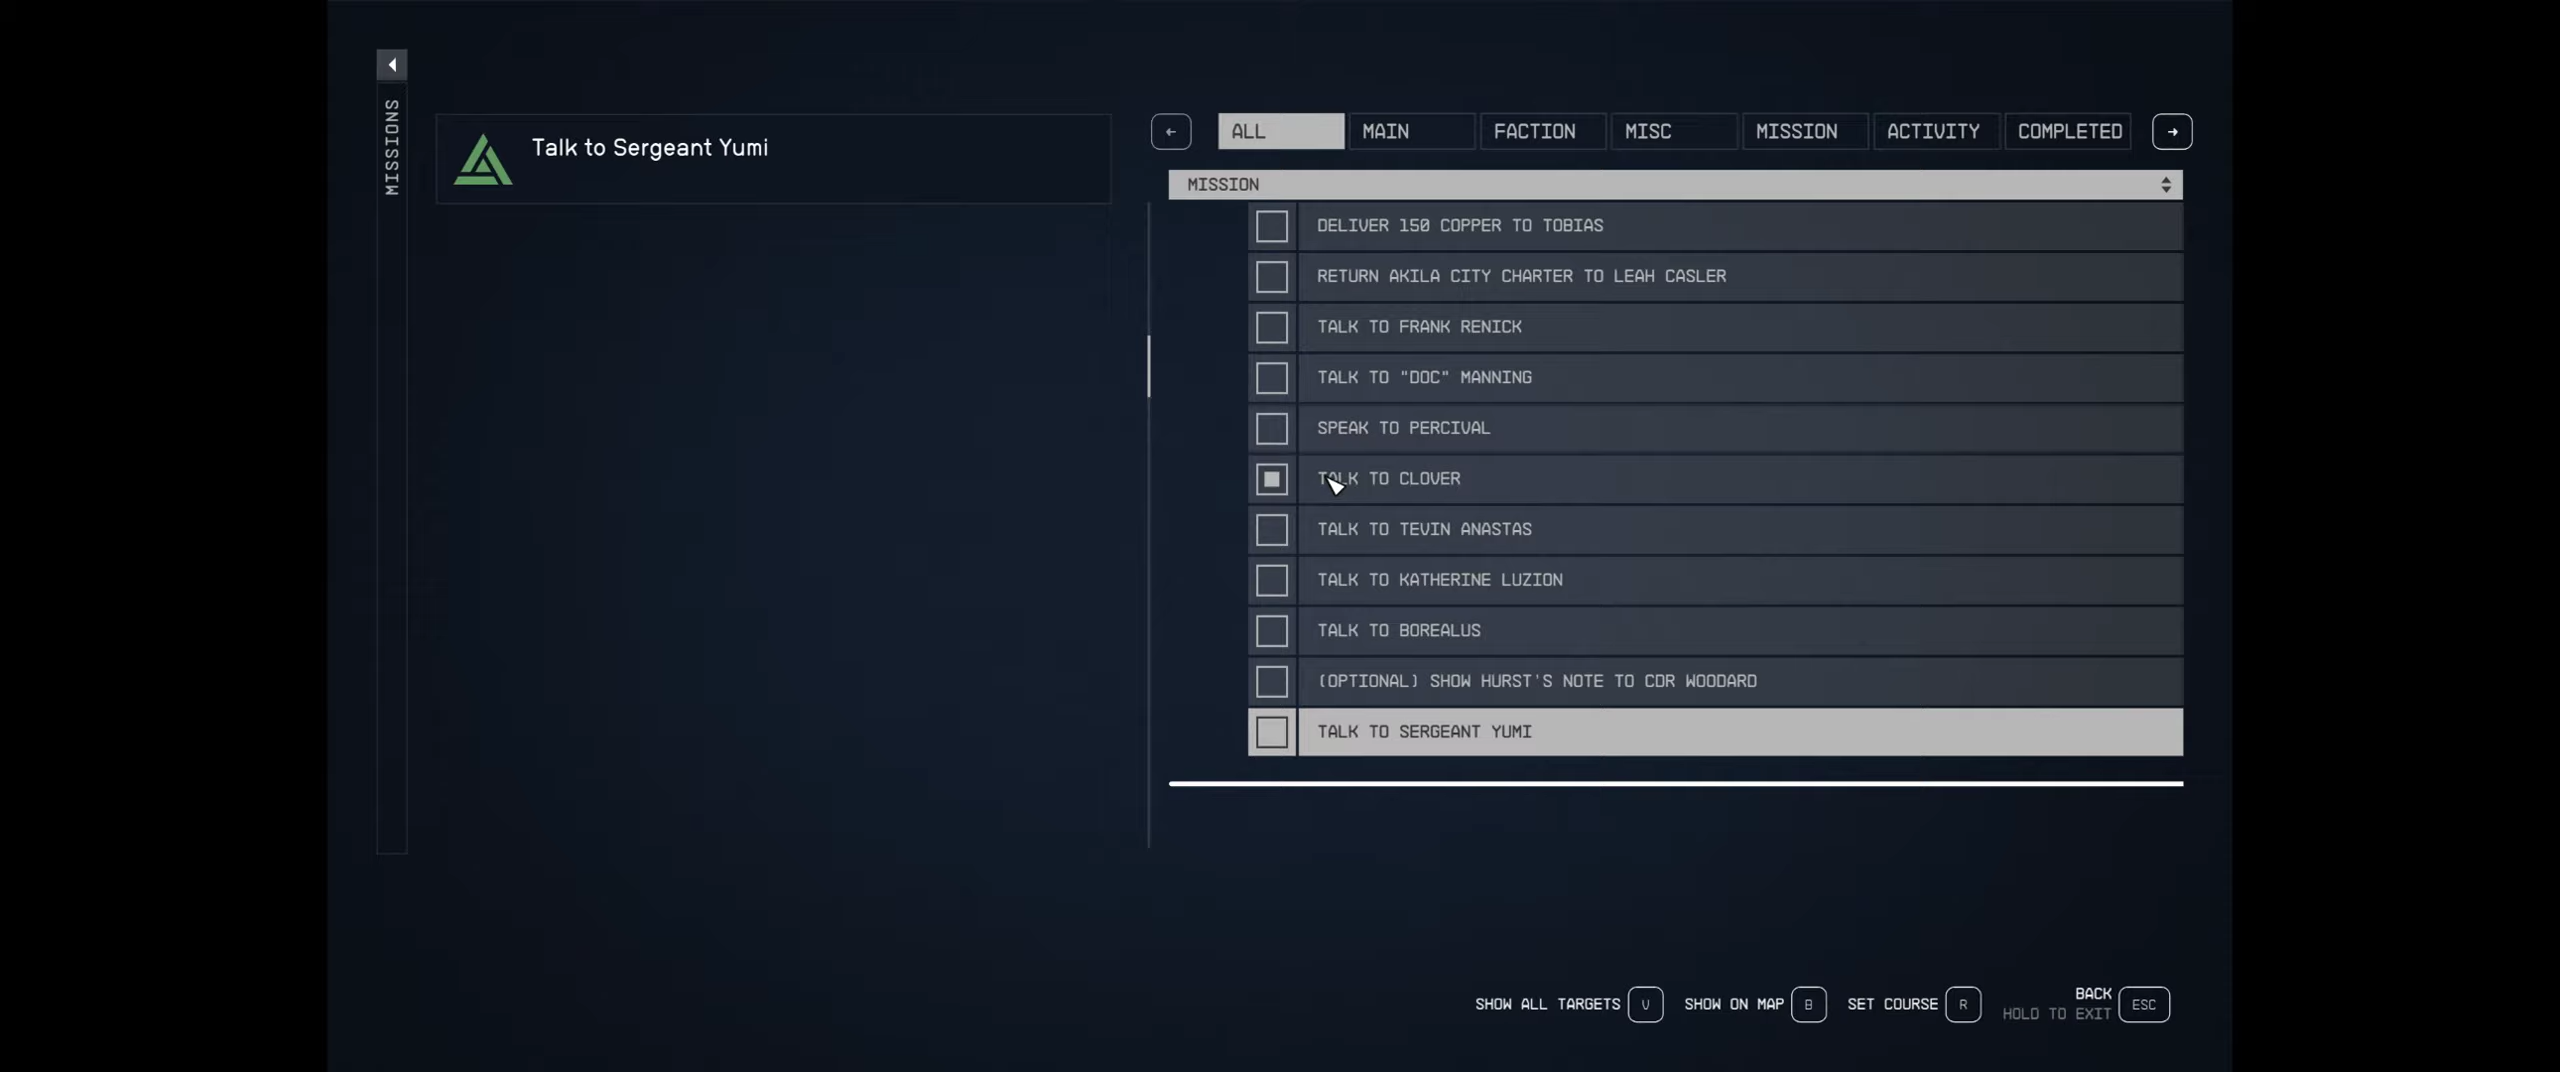 MISSIONS
Talk to Sergeant Yumi
ALL
MAIN
FACTION
MISC
MISSION
ACTIVITY
COMPLETED
MISSION
DELIVER 150 COPPER TO TOBIAS
RETURN AKILA CITY CHARTER TO LEAH CASLER
TALK TO FRANK RENICK
TALK TO "DOC" MANNING
SPEAK TO PERCIVAL
TALK TO CLOVER
TALK TO TEVIN ANASTAS
TALK TO KATHERINE LUZION
TALK TO BOREALUS
(OPTIONAL) SHOW HURST'S NOTE TO CDR WOODARD
TALK TO SERGEANT YUMI
SHOW ALL TARGETS V
SHOW ON MAP B
SET COURSE R
BACK
HOLD TO EXIT
ESC